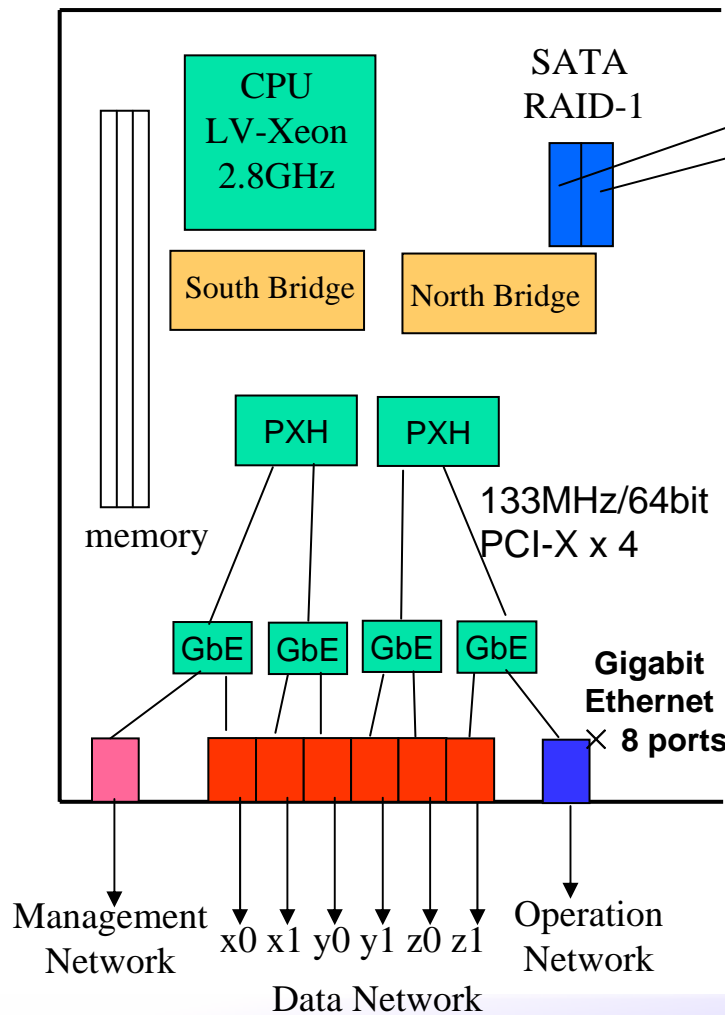 CPU
LV-Xeon
2.8GHz
SATA
RAID-1
South Bridge
North Bridge
PXH
PXH
133MHz/64bit
PCI-X x 4
memory
GbE
GbE
GbE
GbE
Gigabit
Ethernet
× 8 ports
Management
Network
x0 x1 y0 y1 z0 z1
Operation
Network
Data Network